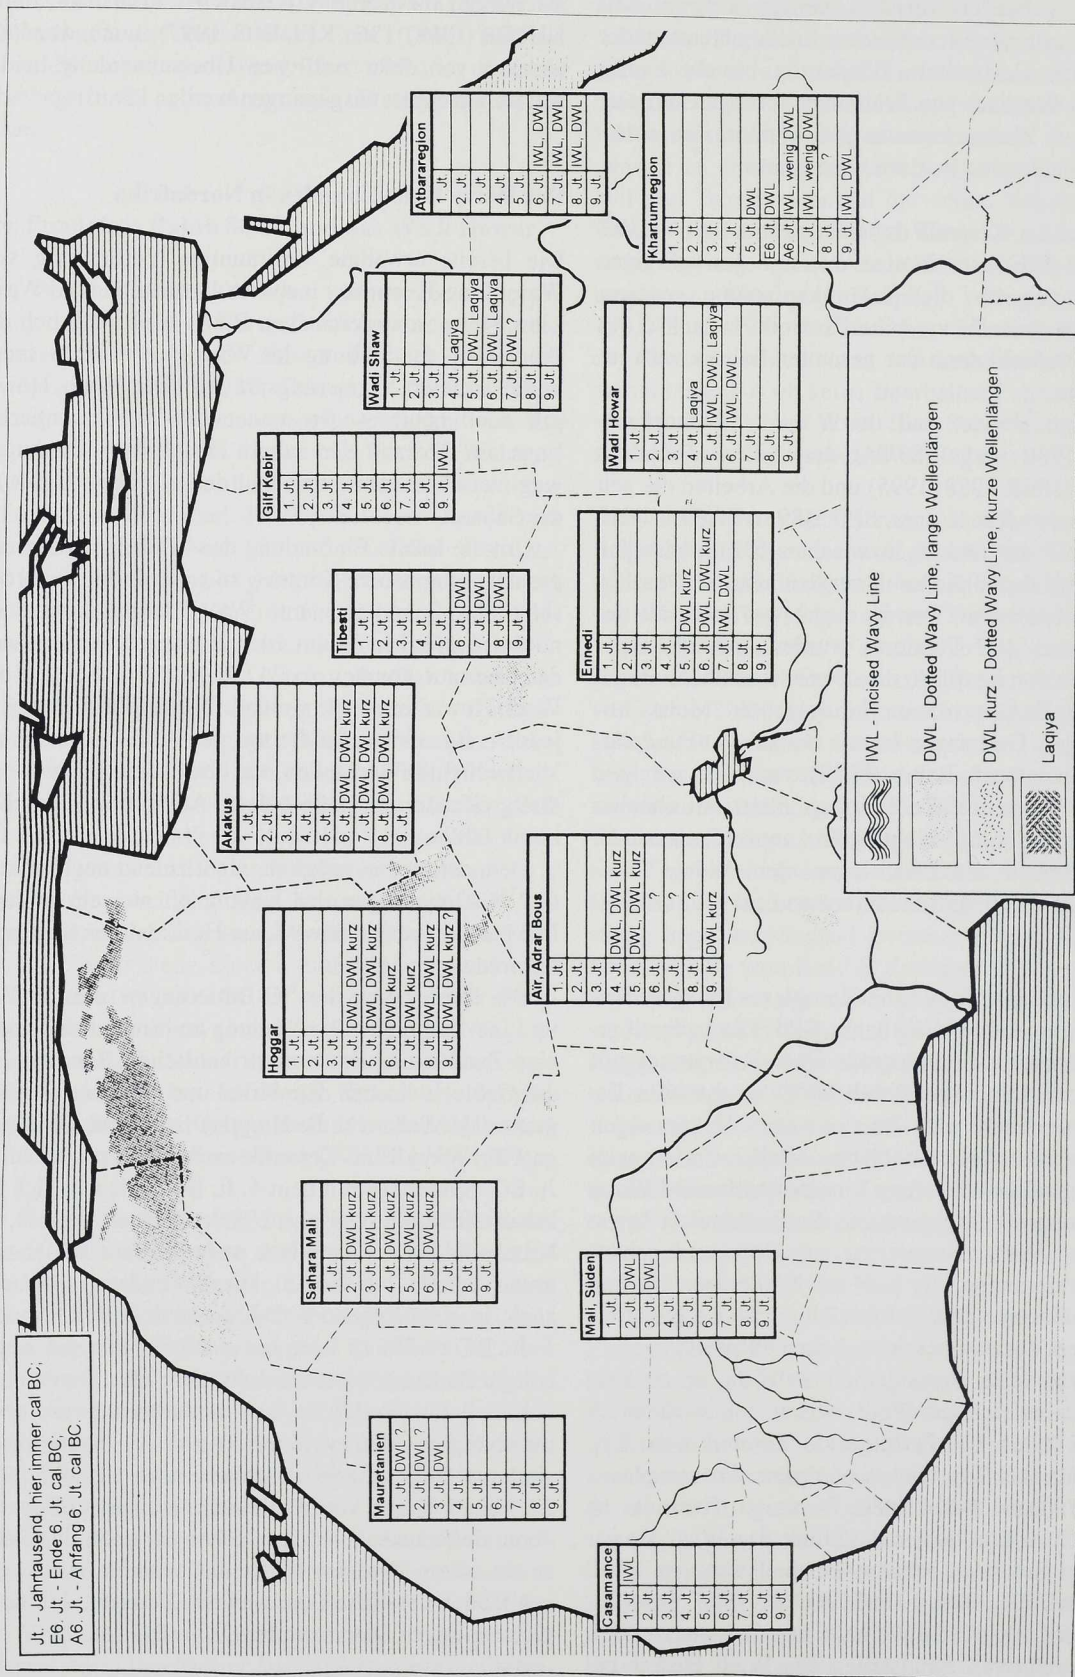 Jt. - Jahrtausend, hier immer cal BC;
E6. Jt. - Ende 6. Jt. cal BC;
A6. Jt. - Anfang 6. Jt. cal BC.
Mauretanien
1. Jt. DWL ?
2. Jt. DWL ?
3. Jt. DWL
4. Jt.
5. Jt.
6. Jt.
7. Jt.
8. Jt.
9. Jt.
Casamance
1. Jt. IWL
2. Jt.
3. Jt.
4. Jt.
5. Jt.
6. Jt.
7. Jt.
8. Jt.
9. Jt.
Sahara Mali
1. Jt.
2. Jt. DWL kurz
3. Jt. DWL kurz
4. Jt. DWL kurz
5. Jt. DWL kurz
6. Jt. DWL kurz
7. Jt.
8. Jt.
9. Jt.
Mali, Süden
1. Jt.
2. Jt. DWL
3. Jt. DWL
4. Jt.
5. Jt.
6. Jt.
7. Jt.
8. Jt.
9. Jt.
Hoggar
1. Jt.
2. Jt.
3. Jt.
4. Jt. DWL, DWL kurz
5. Jt. DWL, DWL kurz
6. Jt. DWL kurz
7. Jt. DWL kurz
8. Jt. DWL, DWL kurz
9. Jt. DWL, DWL kurz ?
Aïr, Adrar Bous
1. Jt.
2. Jt.
3. Jt.
4. Jt. DWL, DWL kurz
5. Jt. DWL, DWL kurz
6. Jt. ?
7. Jt. ?
8. Jt. ?
9. Jt. DWL kurz
Akakus
1. Jt.
2. Jt.
3. Jt.
4. Jt.
5. Jt.
6. Jt. DWL, DWL kurz
7. Jt. DWL, DWL kurz
8. Jt. DWL, DWL kurz
9. Jt.
Tibesti
1. Jt.
2. Jt.
3. Jt.
4. Jt.
5. Jt.
6. Jt. DWL
7. Jt. DWL
8. Jt. DWL
9. Jt.
Ennedi
1. Jt.
2. Jt.
3. Jt.
4. Jt.
5. Jt. DWL kurz
6. Jt. DWL, DWL kurz
7. Jt. IWL, DWL
8. Jt.
9. Jt.
Gilf Kebir
1. Jt.
2. Jt.
3. Jt.
4. Jt.
5. Jt.
6. Jt.
7. Jt.
8. Jt.
9. Jt. IWL
Wadi Shaw
1. Jt.
2. Jt.
3. Jt.
4. Jt. Laqiya
5. Jt. DWL, Laqiya
6. Jt. DWL, Laqiya
7. Jt. DWL ?
8. Jt.
9. Jt.
Wadi Howar
1. Jt.
2. Jt.
3. Jt.
4. Jt. Laqiya
5. Jt. IWL, DWL, Laqiya
6. Jt. IWL, DWL
7. Jt.
8. Jt.
9. Jt.
Atbararegion
1. Jt.
2. Jt.
3. Jt.
4. Jt.
5. Jt.
6. Jt. IWL, DWL
7. Jt. IWL, DWL
8. Jt. IWL, DWL
9. Jt.
Khartumregion
1. Jt.
2. Jt.
3. Jt.
4. Jt.
5. Jt. DWL
E6 Jt. DWL
A6 Jt. IWL, wenig DWL
7. Jt. IWL, wenig DWL
8. Jt. ?
9. Jt. IWL, DWL
IWL - Incised Wavy Line
DWL - Dotted Wavy Line, lange Wellenlängen
DWL kurz - Dotted Wavy Line, kurze Wellenlängen
Laqiya